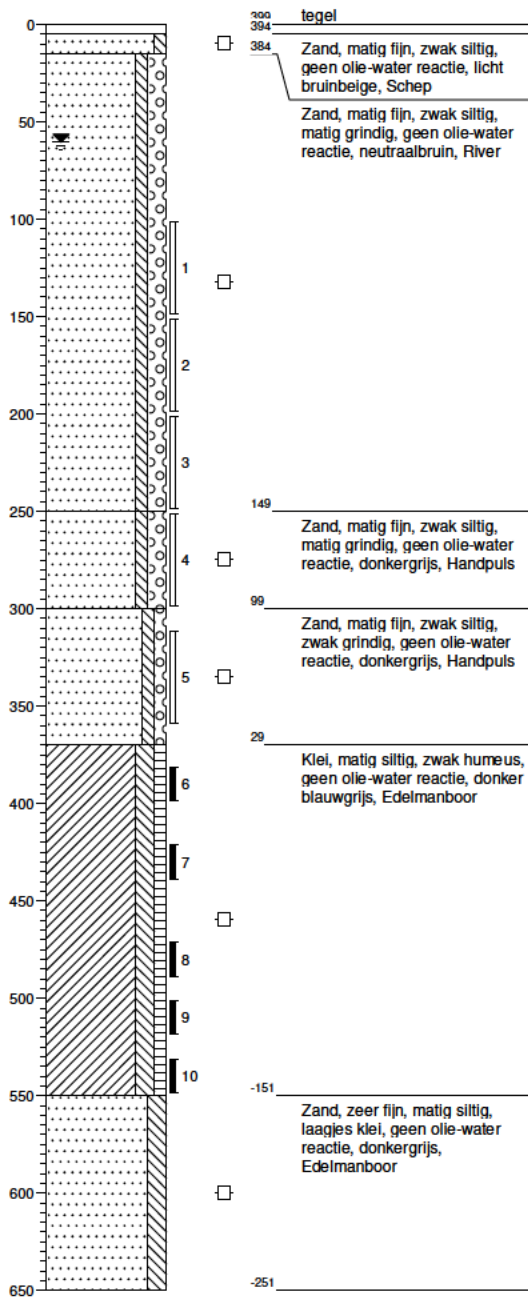 0
50
100
150
200
250
300
350
400
450
500
550
600
650
1
2
3
4
5
6
7
8
9
10
399
tegel
394
384
Zand, matig fijn, zwak siltig,
geen olie-water reactie, licht
bruinbeige, Schep
Zand, matig fijn, zwak siltig,
matig grindig, geen olie-water
reactie, neutraalbruin, River
149
Zand, matig fijn, zwak siltig,
matig grindig, geen olie-water
reactie, donkergrijs, Handpuls
99
Zand, matig fijn, zwak siltig,
zwak grindig, geen olie-water
reactie, donkergrijs, Handpuls
29
Klei, matig siltig, zwak humeus,
geen olie-water reactie, donker
blauwgrijs, Edelmanboor
-151
Zand, zeer fijn, matig siltig,
laagjes klei, geen olie-water
reactie, donkergrijs,
Edelmanboor
-251